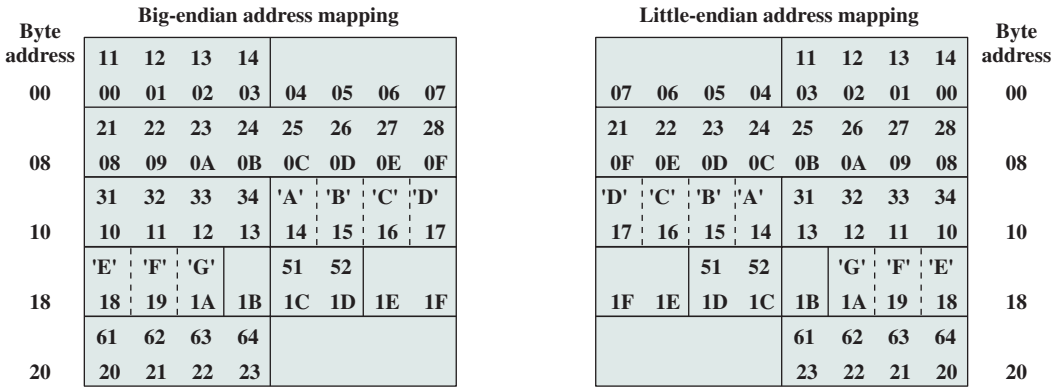 Big-endian address mapping
Byte
address
11 12 13 14
00 00 01 02 03 04 05 06 07
21 22 23 24 25 26 27 28
08 08 09 0A 0B 0C 0D 0E 0F
31 32 33 34 'A' 'B' 'C' 'D'
10 10 11 12 13 14 15 16 17
'E' 'F' 'G' 51 52
18 18 19 1A 1B 1C 1D 1E 1F
61 62 63 64
20 20 21 22 23
Little-endian address mapping
Byte
address
11 12 13 14
07 06 05 04 03 02 01 00 00
21 22 23 24 25 26 27 28
0F 0E 0D 0C 0B 0A 09 08 08
'D' 'C' 'B' 'A' 31 32 33 34
17 16 15 14 13 12 11 10 10
51 52 'G' 'F' 'E'
1F 1E 1D 1C 1B 1A 19 18 18
61 62 63 64
23 22 21 20 20